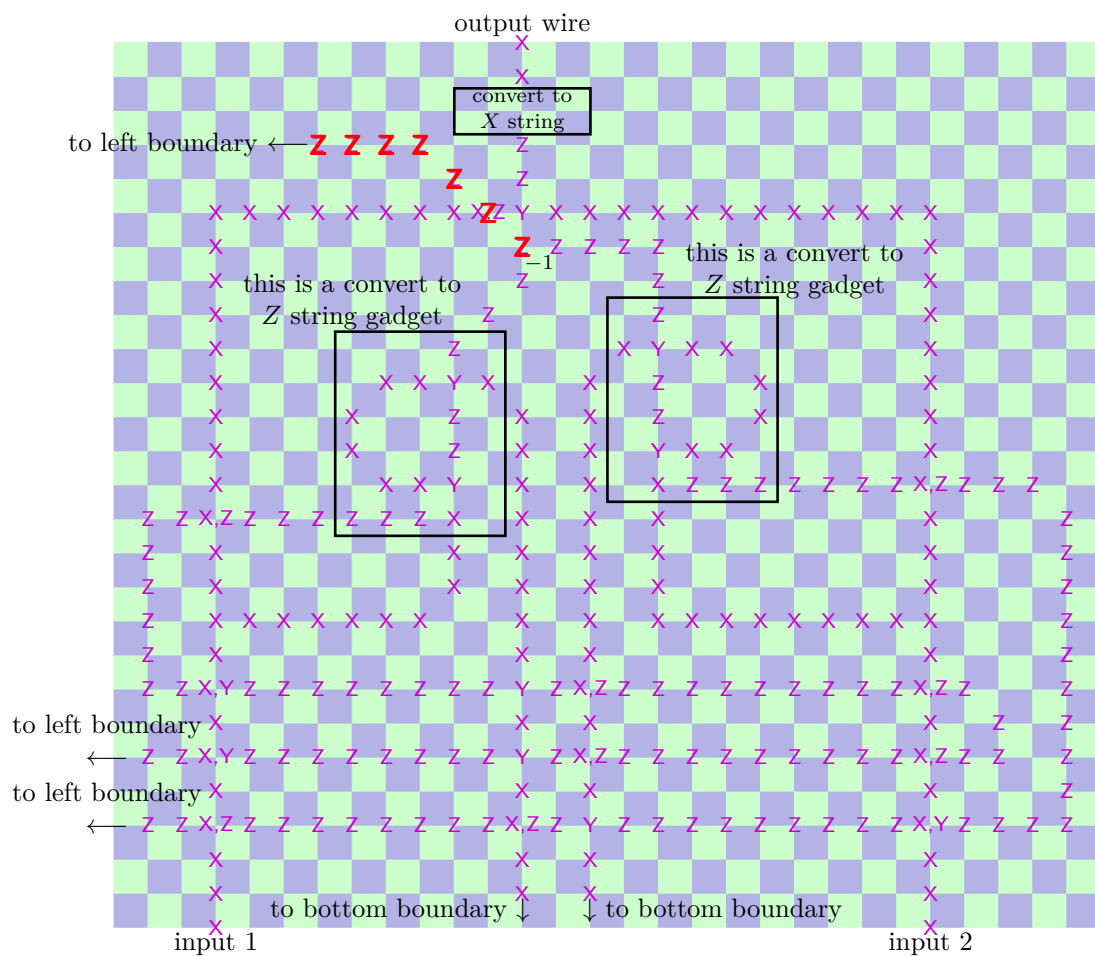 output wire
X
X
convert to
X string
to left boundary ← Z Z Z Z Z
Z Z
X X X X X X X X X,Z Z Y X X X X X X X X X X X X
X Z−1 Z Z Z Z X
this is a convert to
Z string gadget
this is a convert to
Z string gadget
X Z Z X
X Z Z X
X Z X Y X X X
X X X Y X X Z X X
X X Z X X Z X X
X X Z X X Y X X X
X X X Y X X X Z Z Z Z Z Z Z X,Z Z Z Z
Z Z X,Z Z Z Z Z Z Z X X X X X Z
Z X X X X X X Z
Z X X X X X X Z
Z X X X X X X X X X X X X X X X X X X Z
Z X X X X Z
Z Z X,Y Z Z Z Z Z Z Z Z Y Z X,Z Z Z Z Z Z Z Z Z Z X,Z Z Z
to left boundary
X X X X Z Z
← Z Z X,Y Z Z Z Z Z Z Z Z Y Z X,Z Z Z Z Z Z Z Z Z Z X,Z Z Z Z
to left boundary
X X X X Z
← Z Z X,Z Z Z Z Z Z Z Z Z X,Z Z Y Z Z Z Z Z Z Z Z Z X,Y Z Z Z Z
X X X X
X X X X
to bottom boundary ↓
↓ to bottom boundary
X X
input 1
input 2